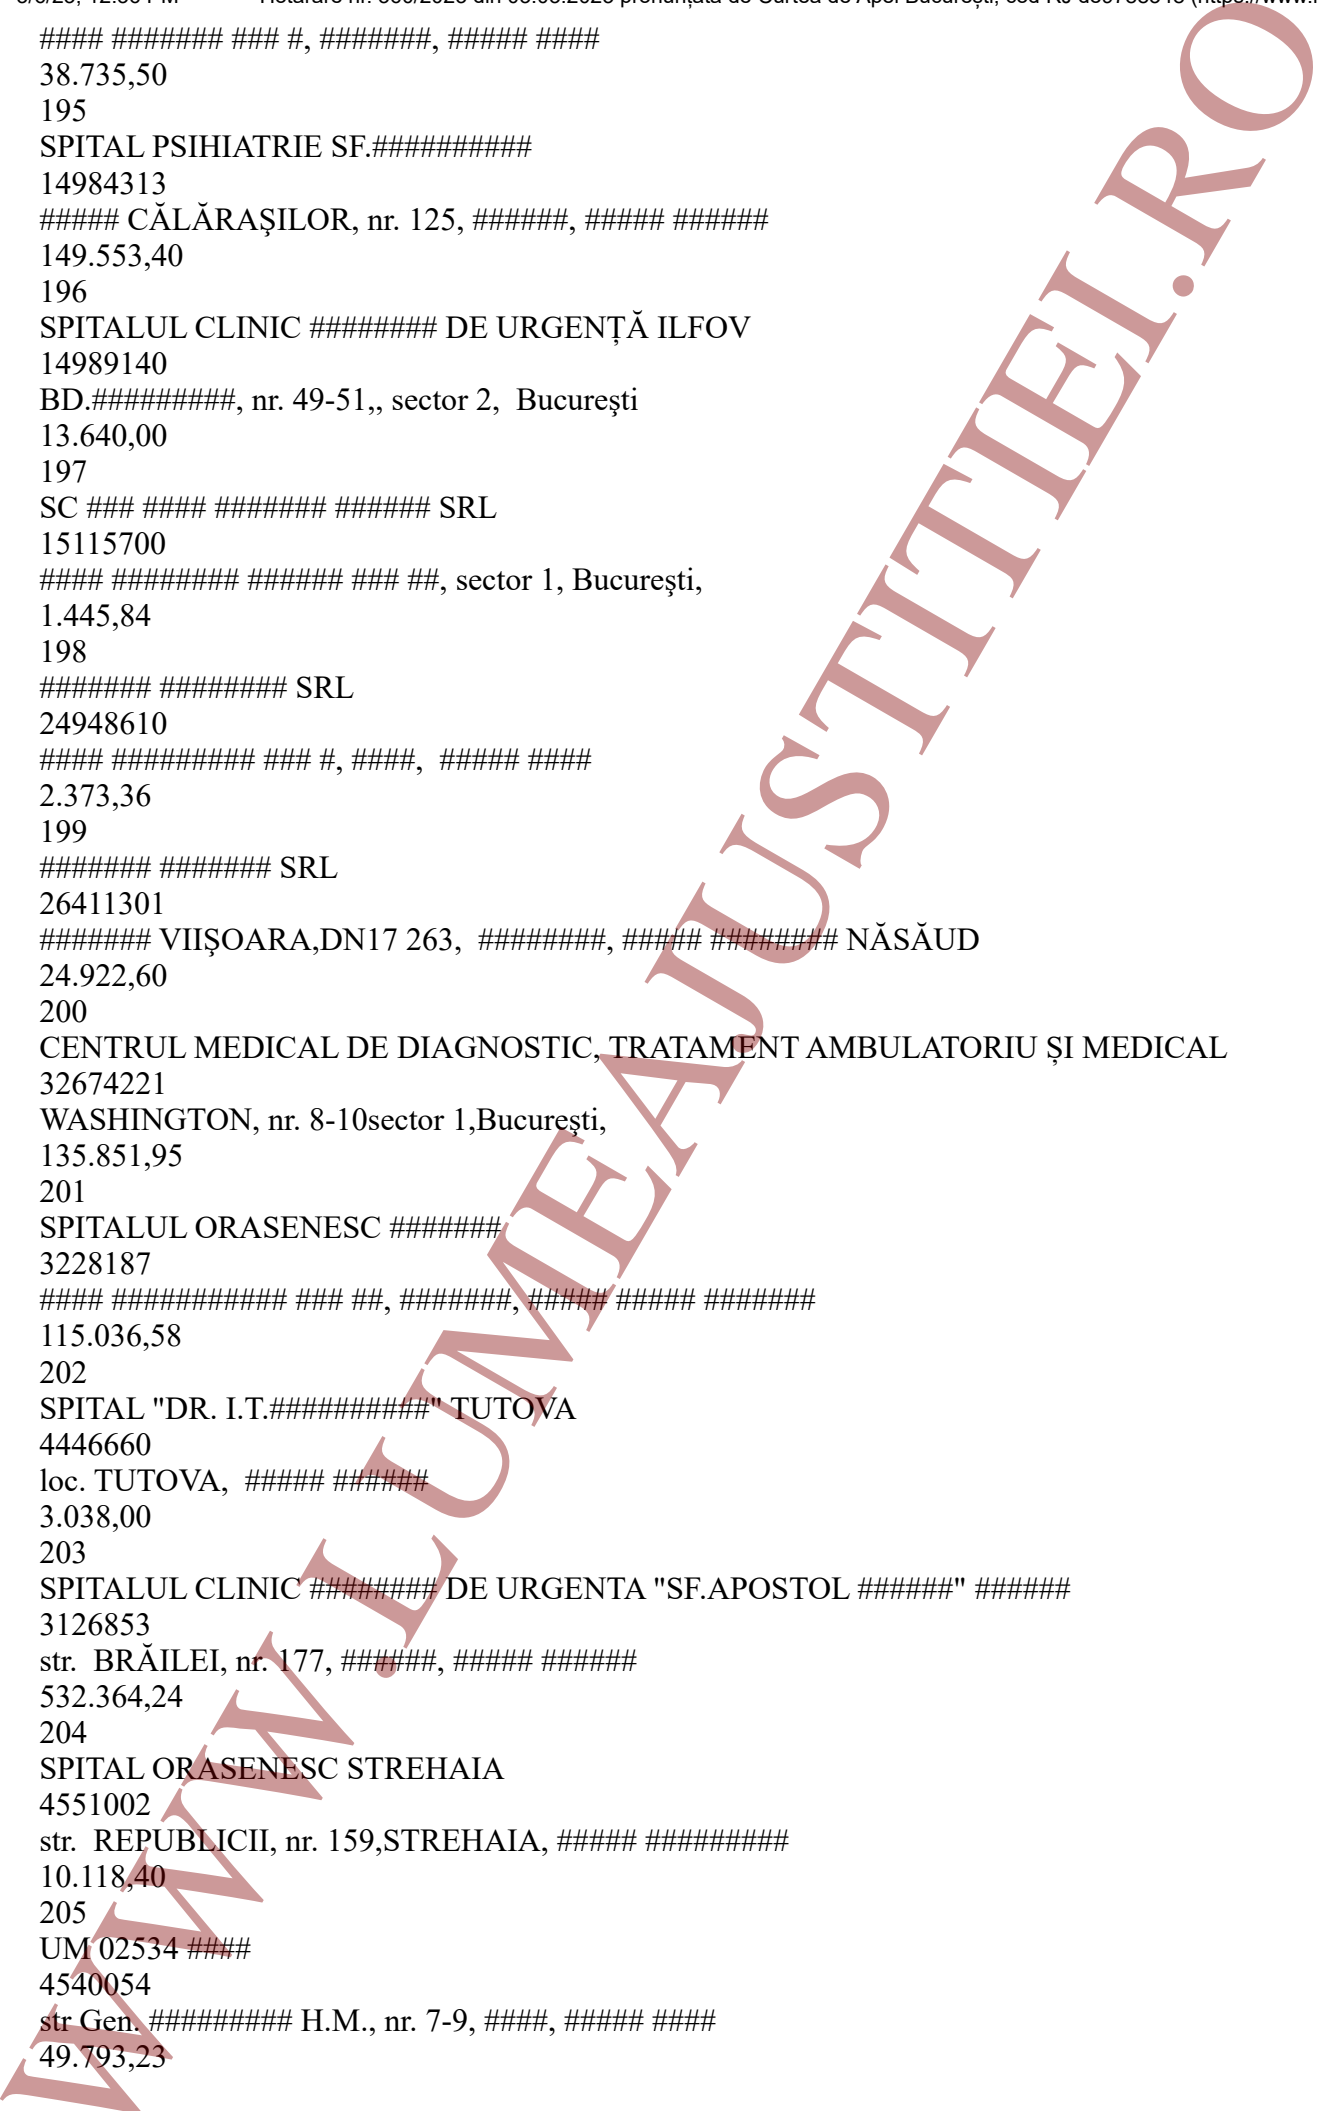 #### ####### ### #, #######, ##### ####
38.735,50
195
SPITAL PSIHIATRIE SF.##########
14984313
##### CĂLĂRAŞILOR, nr. 125, ######, ##### ######
149.553,40
196
SPITALUL CLINIC ######## DE URGENȚĂ ILFOV
14989140
BD.#########, nr. 49-51,, sector 2,  Bucureşti
13.640,00
197
SC ### #### ####### ###### SRL
15115700
#### ######## ###### ### ##, sector 1, Bucureşti,
1.445,84
198
####### ######## SRL
24948610
#### ######### ### #, ####,  ##### ####
2.373,36
199
####### ####### SRL
26411301
####### VIIŞOARA,DN17 263,  ########, ##### ######## NĂSĂUD
24.922,60
200
CENTRUL MEDICAL DE DIAGNOSTIC, TRATAMENT AMBULATORIU ȘI MEDICAL
32674221
WASHINGTON, nr. 8-10sector 1,Bucureşti,
135.851,95
201
SPITALUL ORASENESC #######
3228187
#### ########### ### ##, #######, ##### ##### #######
115.036,58
202
SPITAL "DR. I.T.##########" TUTOVA
4446660
loc. TUTOVA,  ##### ######
3.038,00
203
SPITALUL CLINIC ######## DE URGENTA "SF.APOSTOL ######" ######
3126853
str.  BRĂILEI, nr. 177, ######, ##### ######
532.364,24
204
SPITAL ORASENESC STREHAIA
4551002
str.  REPUBLICII, nr. 159,STREHAIA, ##### #########
10.118,40
205
UM 02534 ####
4540054
str Gen. ######### H.M., nr. 7-9, ####, ##### ####
49.793,23
WWW.LUMEAJUSTITIEI.RO